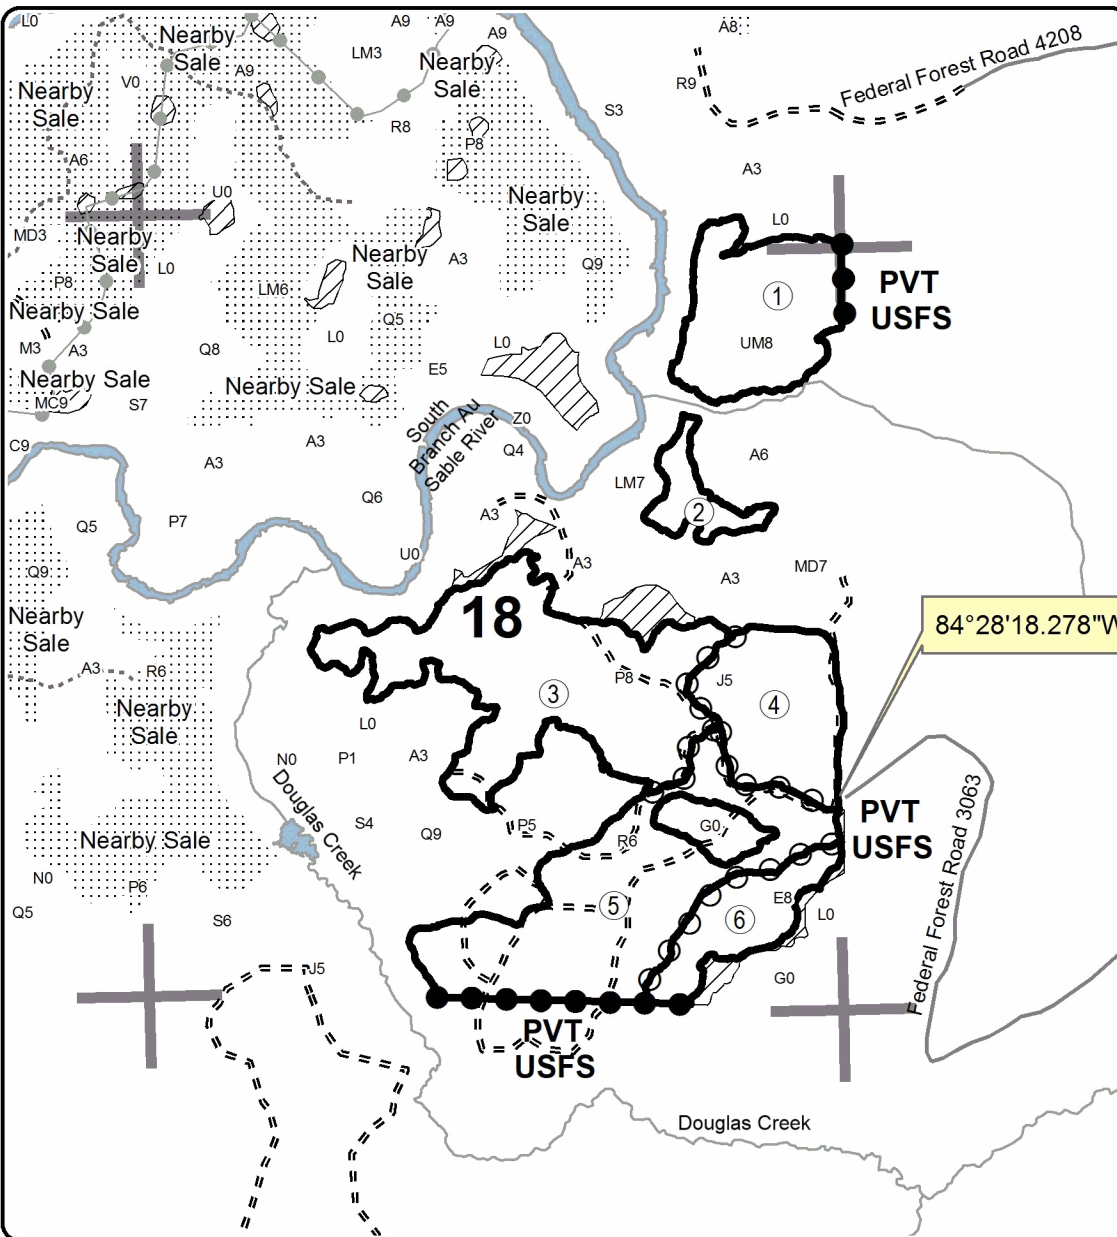 L0
A9
A9
A8
Nearby
Sale
LM3
A9
Federal Forest Road 4208
Nearby
Sale
V0
A9
Nearby
Sale
R9
S3
R8
P8
A6
A3
U0
Nearby
Sale
L0
MD3
Nearby
Sale
L0
Nearby
Sale
A3
Q9
P8
LM6
1
PVT
USFS
Nearby Sale
Q5
L0
L0
UM8
M3
A3
Q8
E5
Nearby Sale
Nearby Sale
MC9
S7
South
Branch Au
Sable River
Z0
C9
A3
Q4
A6
A3
LM7
Q6
2
Q5
P7
A3
U0
A3
A3
MD7
Q9
Nearby
Sale
18
84°28'18.278"W
A3
R6
P8
J5
3
4
Nearby
Sale
L0
N0
P1
A3
Douglas Creek
PVT
USFS
S4
P5
G0
Q9
R6
Nearby Sale
Federal Forest Road 3063
N0
P6
E8
5
6
L0
Q5
S6
J5
G0
PVT
USFS
Douglas Creek